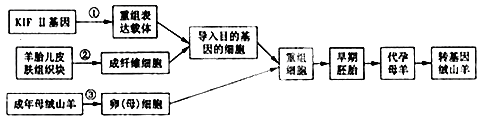 KIF Ⅱ基因
①
重组表
达载体
羊胎儿皮
肤组织块
②
成纤维细胞
导入目的基
因的细胞
成年母绒山羊
③
卵(母)细胞
重组
细胞
早期
胚胎
代孕
母羊
转基因
绒山羊